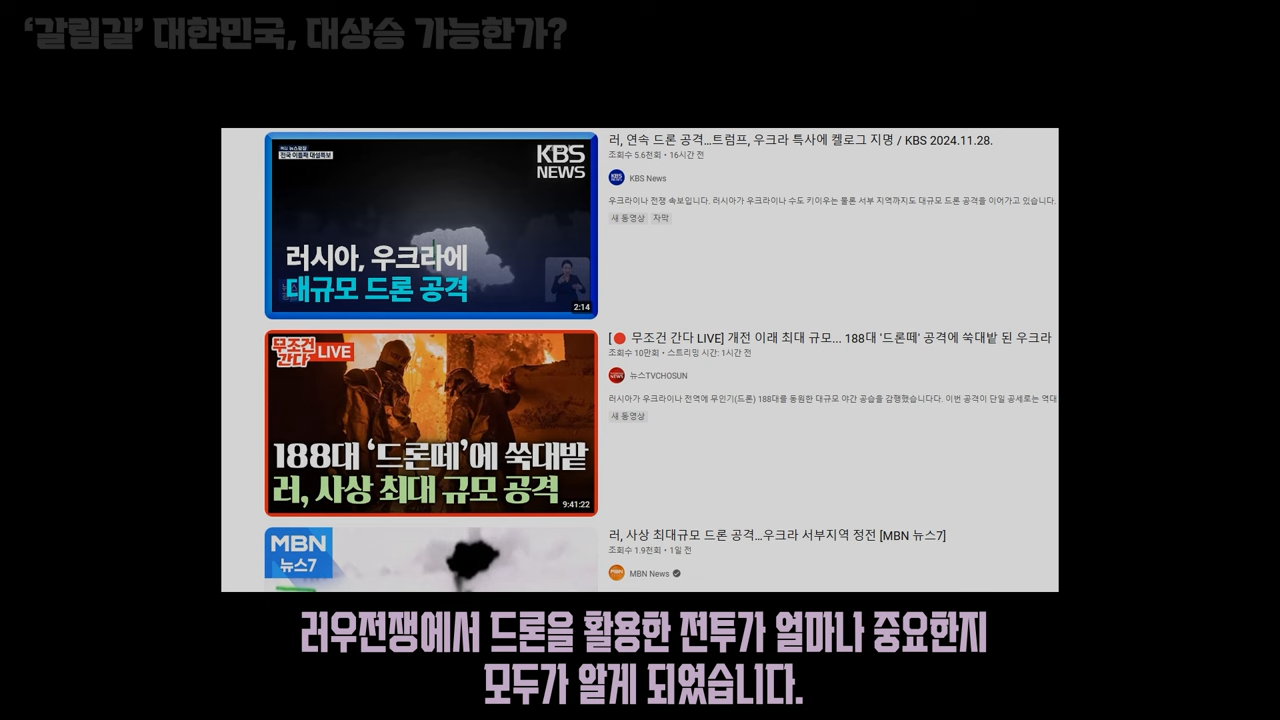 ‘갈림길’ 대한민국, 대상승 가능한가?
전국 이틀째 대설특보
KBS
NEWS
러시아, 우크라에
대규모 드론 공격
2:14
러, 연속 드론 공격…트럼프, 우크라 특사에 켈로그 지명 / KBS 2024.11.28.
조회수 5.6천회 • 16시간 전
KBS News
우크라이나 전쟁 속보입니다. 러시아가 우크라이나 수도 키이우는 물론 서부 지역까지도 대규모 드론 공격을 이어가고 있습니다.
새 동영상 자막
무조건
간다 LIVE
188대 ‘드론떼’에 쑥대밭
러, 사상 최대 규모 공격
9:41:22
[🔴 무조건 간다 LIVE] 개전 이래 최대 규모... 188대 '드론떼' 공격에 쑥대밭 된 우크라
조회수 10만회 • 스트리밍 시간: 1시간 전
뉴스TVCHOSUN
러시아가 우크라이나 전역에 무인기(드론) 188대를 동원한 대규모 야간 공습을 감행했습니다다. 이번 공격이 단일 공세로는 역대
새 동영상
MBN
뉴스7
러, 사상 최대규모 드론 공격…우크라 서부지역 정전 [MBN 뉴스7]
조회수 1.9천회 • 1일 전
MBN News
러우전쟁에서 드론을 활용한 전투가 얼마나 중요한지
모두가 알게 되었습니다.